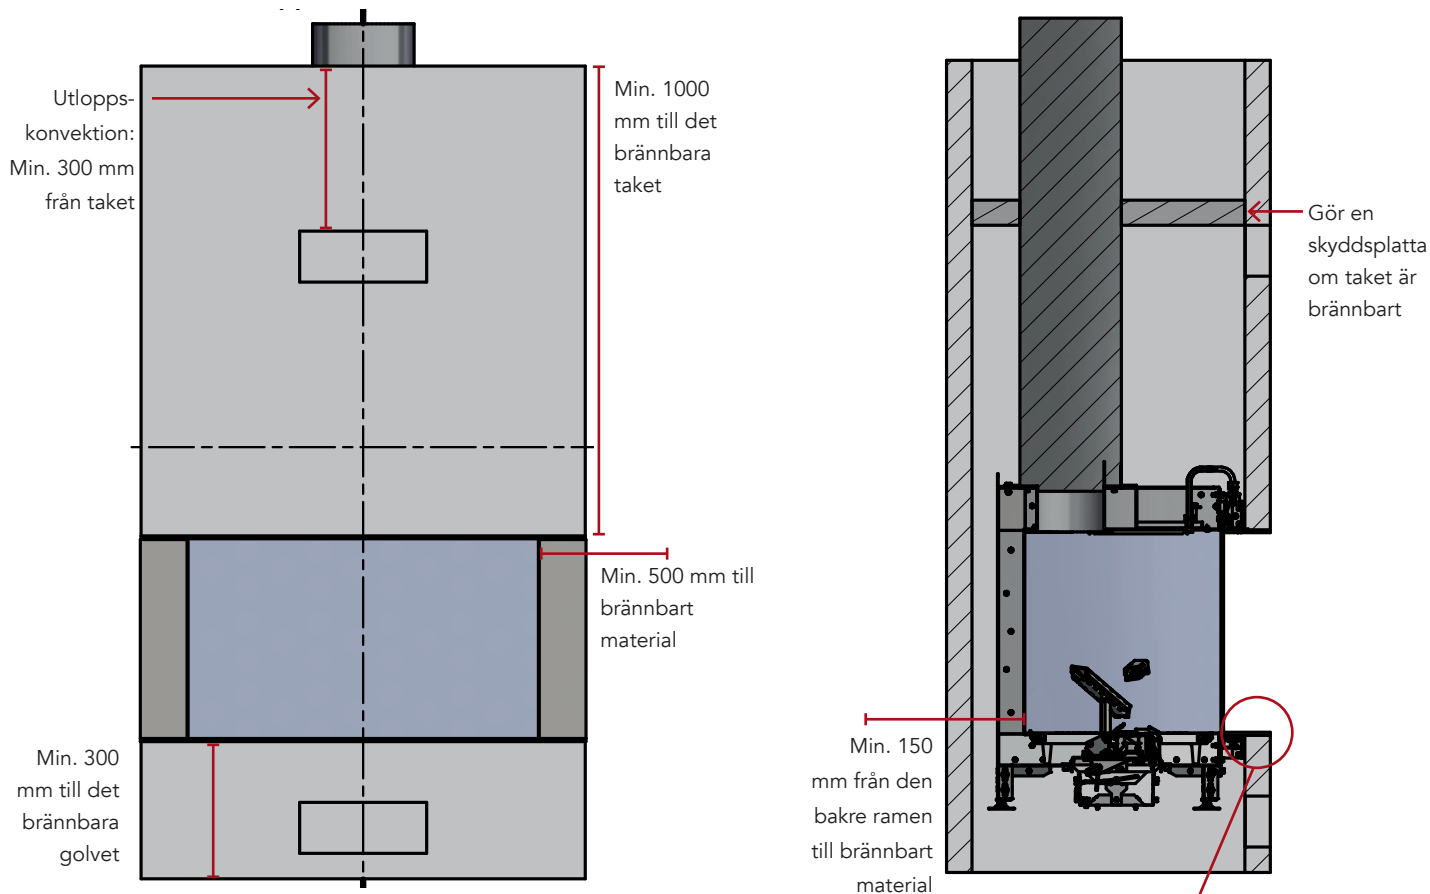 Utlopps-
konvektion:
Min. 300 mm
från taket
Min. 1000
mm till det
brännbara
taket
Min. 500 mm till
brännbart
material
Min. 300
mm till det
brännbara
golvet
Gör en
skyddsplatta
om taket är
brännbart
Min. 150
mm från den
bakre ramen
till brännbart
material